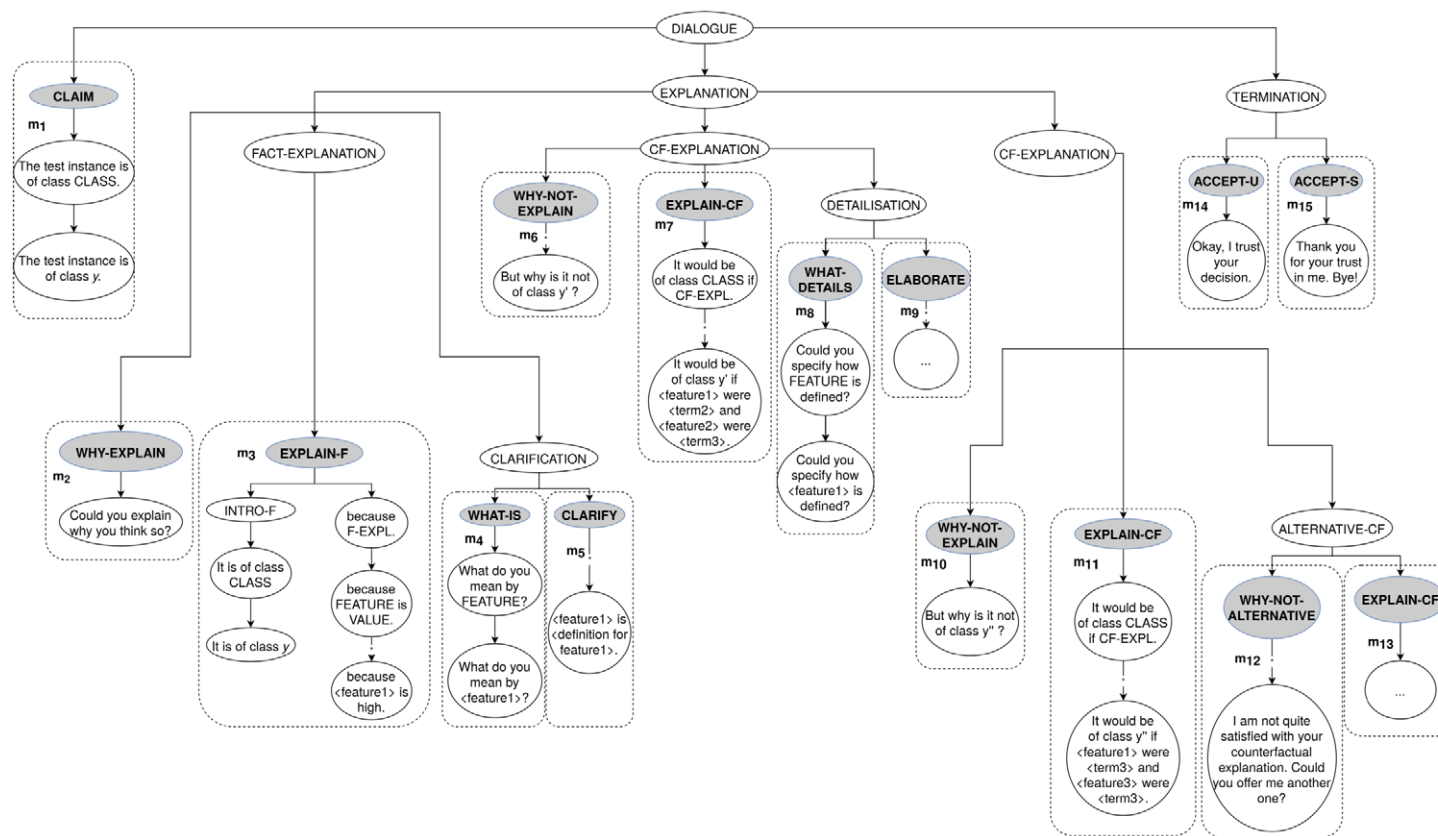 DIALOGUE
CLAIM
m1
The test instance is
of class CLASS.
The test instance is
of class y.
EXPLANATION
FACT-EXPLANATION
WHY-EXPLAIN
m2
Could you explain
why you think so?
m3
EXPLAIN-F
INTRO-F
It is of class
CLASS
It is of class y
because
F-EXPL.
because
FEATURE is
VALUE.
because
<feature1> is
high.
CLARIFICATION
WHAT-IS
m4
What do you
mean by
FEATURE?
What do you
mean by
<feature1>?
CLARIFY
m5
<feature1> is
<definition for
feature1>.
CF-EXPLANATION
WHY-NOT-
EXPLAIN
m6
But why is it not
of class y' ?
EXPLAIN-CF
m7
It would be
of class CLASS if
CF-EXPL.
It would be
of class y' if
<feature1> were
<term2> and
<feature2> were
<term3>.
DETAILISATION
WHAT-
DETAILS
m8
Could you
specify how
FEATURE is
defined?
Could you
specify how
<feature1> is
defined?
ELABORATE
m9
...
CF-EXPLANATION
WHY-NOT-
EXPLAIN
m10
But why is it not
of class y'' ?
EXPLAIN-CF
m11
It would be
of class CLASS
if CF-EXPL.
It would be
of class y'' if
<feature1> were
<term3> and
<feature3> were
<term3>.
ALTERNATIVE-CF
WHY-NOT-
ALTERNATIVE
m12
I am not quite
satisfied with your
counterfactual
explanation. Could
you offer me another
one?
EXPLAIN-CF
m13
...
TERMINATION
ACCEPT-U
m14
Okay, I trust
your
decision.
ACCEPT-S
m15
Thank you
for your trust
in me. Bye!